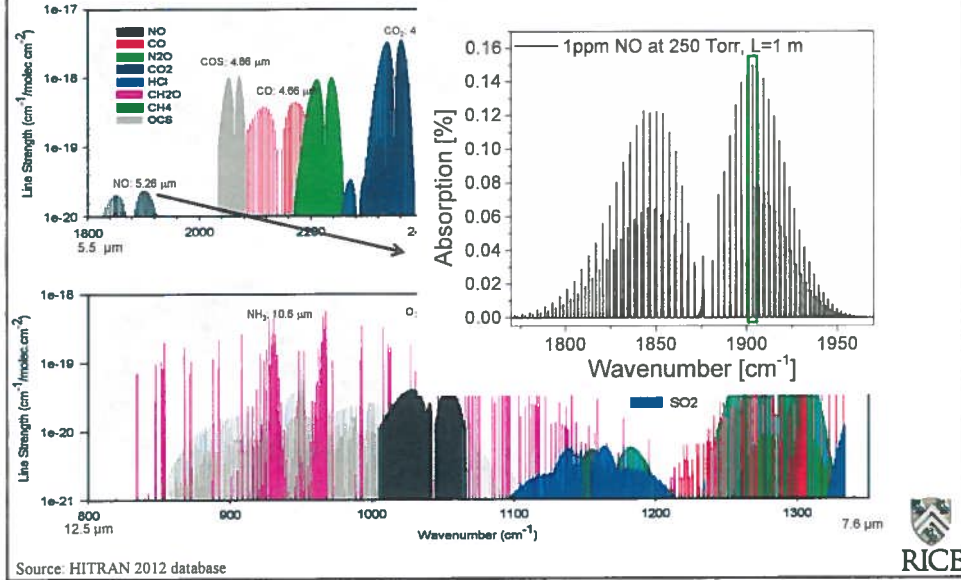 1e-17
1e-18
1e-19
1e-20
Line Strength (cm⁻¹/molec cm⁻²)
NO
CO
N2O
CO2
HCl
CH2O
CH4
OCS
COS: 4.86 μm
CO: 4.66 μm
CO₂: 4
NO: 5.26 μm
1800
2000
2200
2
5.5 μm
1ppm NO at 250 Torr, L=1 m
0.16
0.14
0.12
0.10
0.08
0.06
0.04
0.02
0.00
Absorption [%]
1800
1850
1900
1950
Wavenumber [cm⁻¹]
1e-18
1e-19
1e-20
1e-21
Line Strength (cm⁻¹/molec.cm⁻²)
NH₃: 10.6 μm
O
SO2
800
900
1000
1100
1200
1300
12.5 μm
7.6 μm
Wavenumber (cm⁻¹)
Source: HITRAN 2012 database
RICE